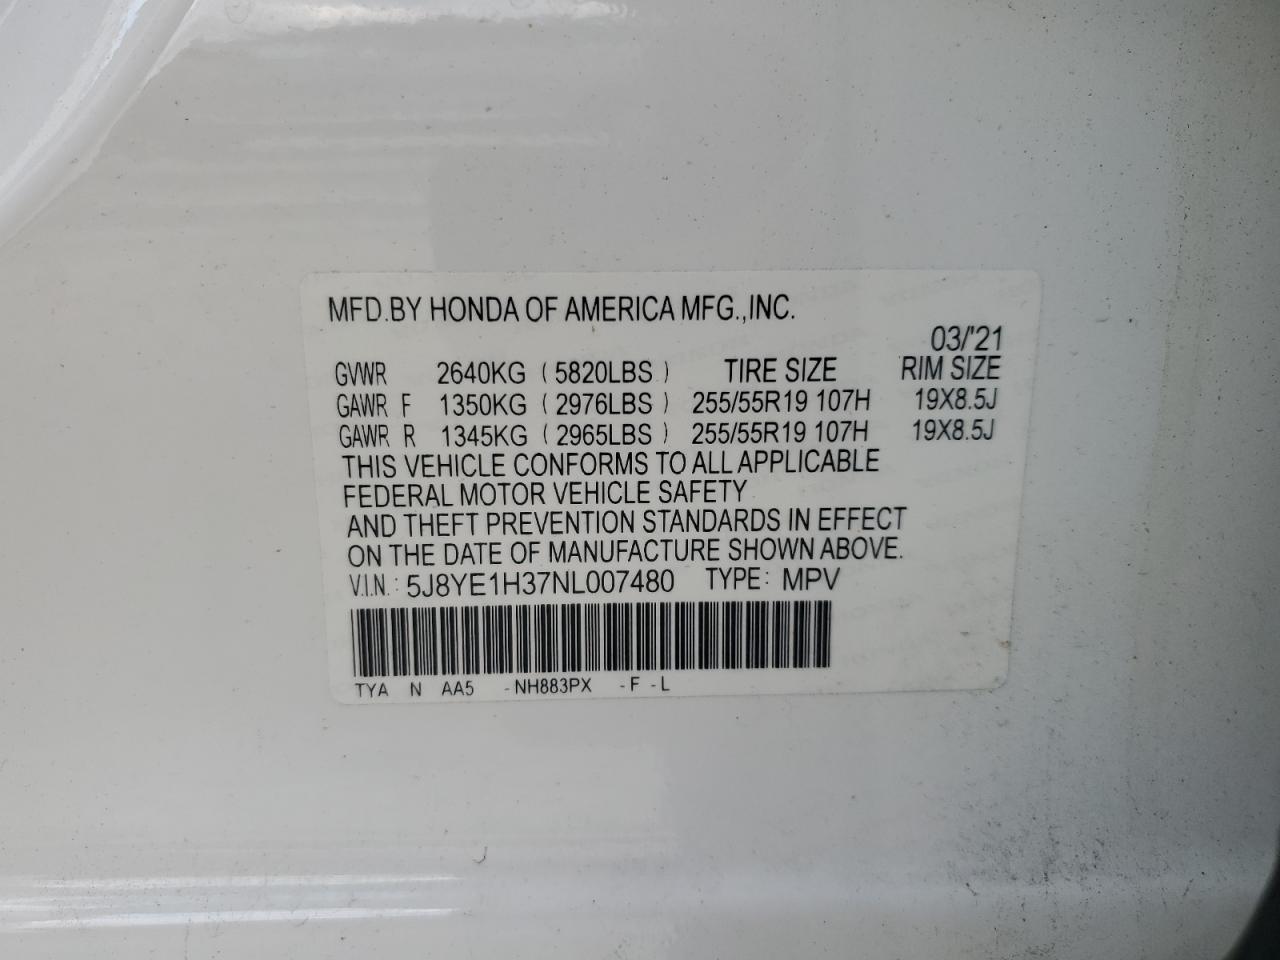 MFD.BY HONDA OF AMERICA MFG.,INC.
03/'21
GVWR 2640KG ( 5820LBS ) TIRE SIZE RIM SIZE
GAWR F 1350KG ( 2976LBS ) 255/55R19 107H 19X8.5J
GAWR R 1345KG ( 2965LBS ) 255/55R19 107H 19X8.5J
THIS VEHICLE CONFORMS TO ALL APPLICABLE
FEDERAL MOTOR VEHICLE SAFETY
AND THEFT PREVENTION STANDARDS IN EFFECT
ON THE DATE OF MANUFACTURE SHOWN ABOVE.
V.I.N.: 5J8YE1H37NL007480 TYPE: MPV
TYA N AA5 -NH883PX -F -L